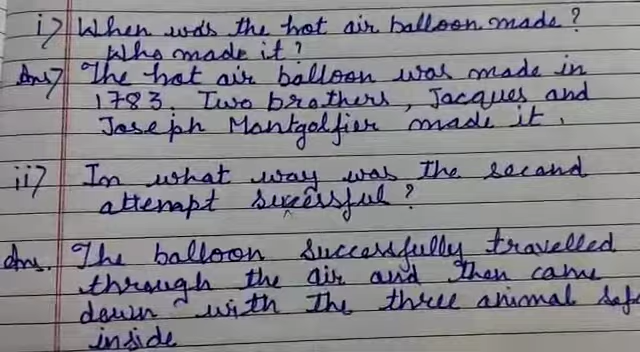 i) When was the hot air balloon made?
Who made it?
Ans) The hot air balloon was made in
1783. Two brothers, Jacques and
Joseph Mantgolfier made it.
ii) In what way was the second
attempt successful?
Ans. The balloon successfully travelled
through the air and then came
down with the three animal safe
inside